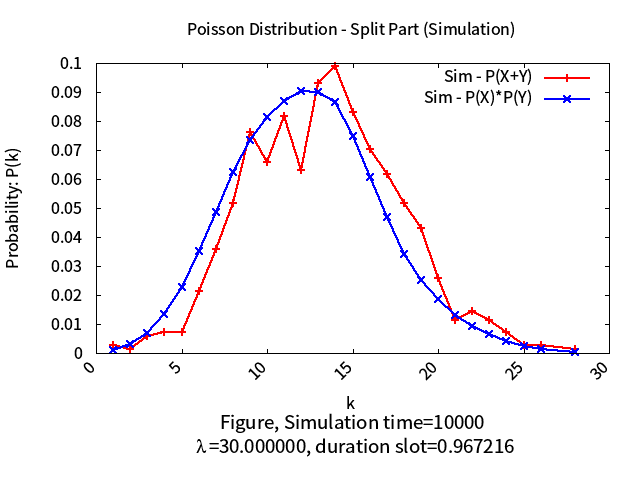 Poisson Distribution - Split Part (Simulation)
Sim - P(X+Y)
Sim - P(X)*P(Y)
Probability: P(k)
0.1
0.09
0.08
0.07
0.06
0.05
0.04
0.03
0.02
0.01
0
0 5 10 15 20 25 30
k
Figure, Simulation time=10000
λ=30.000000, duration slot=0.967216